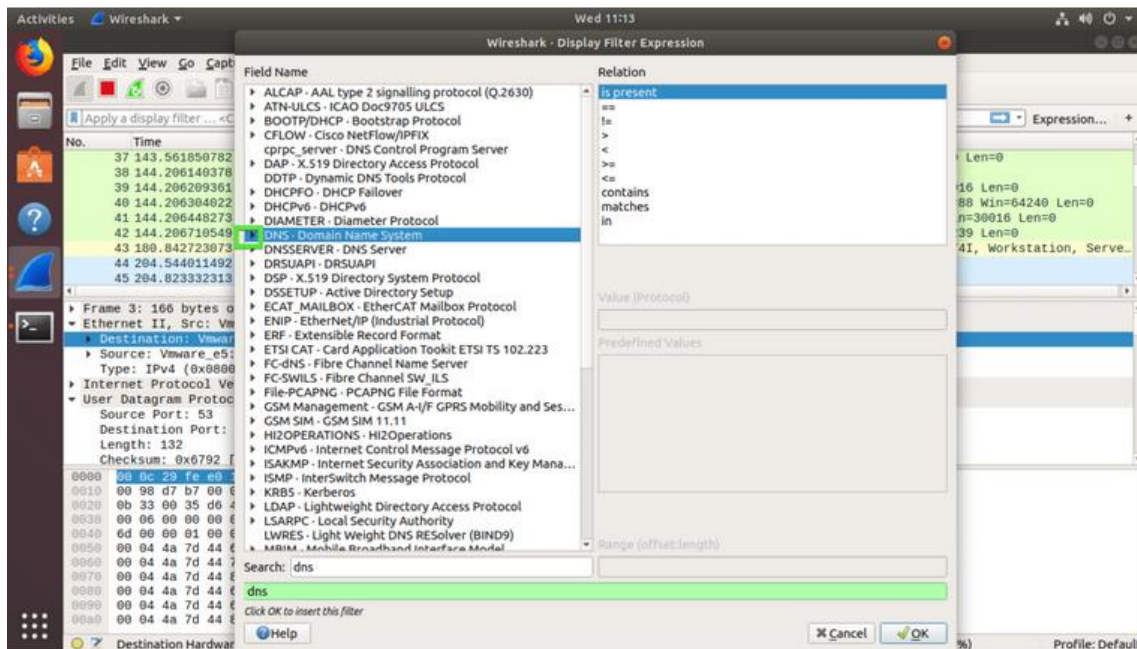 Activities Wireshark Wed 11:13
Wireshark · Display Filter Expression
File Edit View Go Capt
Apply a display filter ... <C
Expression... +
No. Time
37 143.561850782 Len=0
38 144.206140378
39 144.206209361 16 Len=0
40 144.206304022 88 Win=64240 Len=0
41 144.206448273 n=30016 Len=0
42 144.206710549 39 Len=0
43 180.842723073 4I, Workstation, Serve…
44 204.544011492
45 204.823332313
Frame 3: 166 bytes o
Ethernet II, Src: Vm
Destination: Vmwar
Source: Vmware_e5:
Type: IPv4 (0x0800
Internet Protocol Ve
User Datagram Protoc
Source Port: 53
Destination Port:
Length: 132
Checksum: 0x6792 [
0000 00 0c 29 fe e0
0010 00 98 d7 b7 00
0020 0b 33 00 35 d6
0030 00 06 00 00 00
0040 6d 00 00 01 00
0050 00 04 4a 7d 44
0060 00 04 4a 7d 44
0070 00 04 4a 7d 44
0080 00 04 4a 7d 44
0090 00 04 4a 7d 44
00a0 00 04 4a 7d 44
Destination Hardwar
%) Profile: Defaul
Field Name
ALCAP · AAL type 2 signalling protocol (Q.2630)
ATN-ULCS · ICAO Doc9705 ULCS
BOOTP/DHCP · Bootstrap Protocol
CFLOW · Cisco NetFlow/IPFIX
cprpc_server · DNS Control Program Server
DAP · X.519 Directory Access Protocol
DDTP · Dynamic DNS Tools Protocol
DHCPFO · DHCP Failover
DHCPv6 · DHCPv6
DIAMETER · Diameter Protocol
DNS · Domain Name System
DNSSERVER · DNS Server
DRSUAPI · DRSUAPI
DSP · X.519 Directory System Protocol
DSSETUP · Active Directory Setup
ECAT_MAILBOX · EtherCAT Mailbox Protocol
ENIP · EtherNet/IP (Industrial Protocol)
ERF · Extensible Record Format
ETSI CAT · Card Application Tookit ETSI TS 102.223
FC-dNS · Fibre Channel Name Server
FC-SWILS · Fibre Channel SW_ILS
File-PCAPNG · PCAPNG File Format
GSM Management · GSM A-I/F GPRS Mobility and Ses...
GSM SIM · GSM SIM 11.11
HI2OPERATIONS · HI2Operations
ICMPv6 · Internet Control Message Protocol v6
ISAKMP · Internet Security Association and Key Mana...
ISMP · InterSwitch Message Protocol
KRB5 · Kerberos
LDAP · Lightweight Directory Access Protocol
LSARPC · Local Security Authority
LWRES · Light Weight DNS RESolver (BIND9)
MBIM · Mobile Broadband Interface Model
Search: dns
dns
Click OK to insert this filter
Help
Relation
is present
==
!=
>
<
>=
<=
contains
matches
in
Value (Protocol)
Predefined Values
Range (offset:length)
Cancel OK